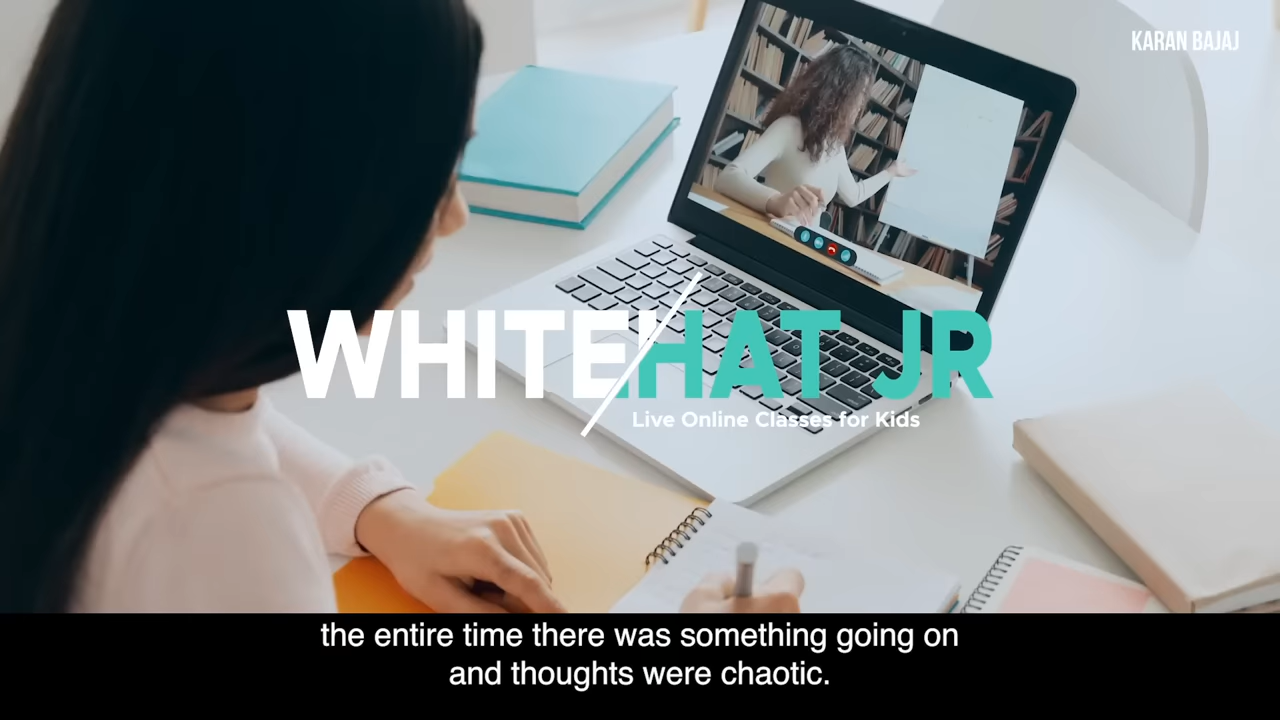 KARAN BAJAJ
WHITEHAT JR
Live Online Classes for Kids
the entire time there was something going on
and thoughts were chaotic.